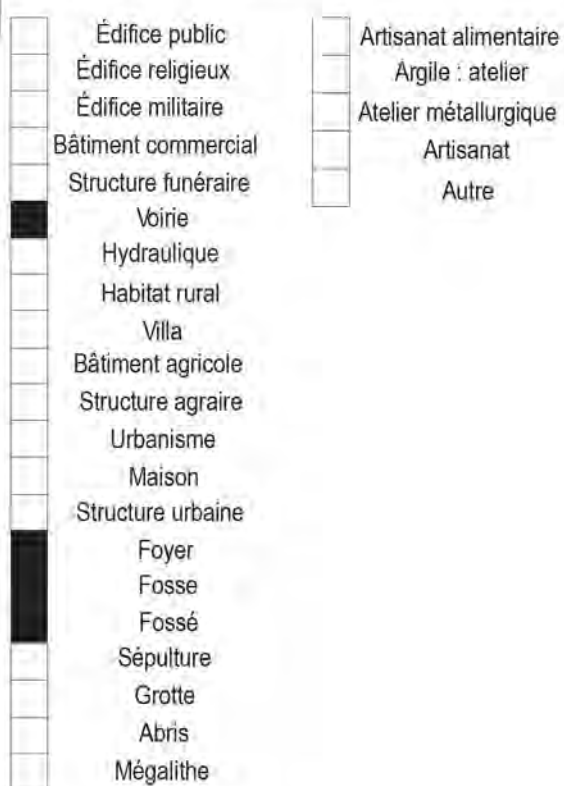 Édifice public
Édifice religieux
Édifice militaire
Bâtiment commercial
Structure funéraire
Voirie
Hydraulique
Habitat rural
Villa
Bâtiment agricole
Structure agraire
Urbanisme
Maison
Structure urbaine
Foyer
Fosse
Fossé
Sépulture
Grotte
Abris
Mégalithe
Artisanat alimentaire
Argile : atelier
Atelier métallurgique
Artisanat
Autre